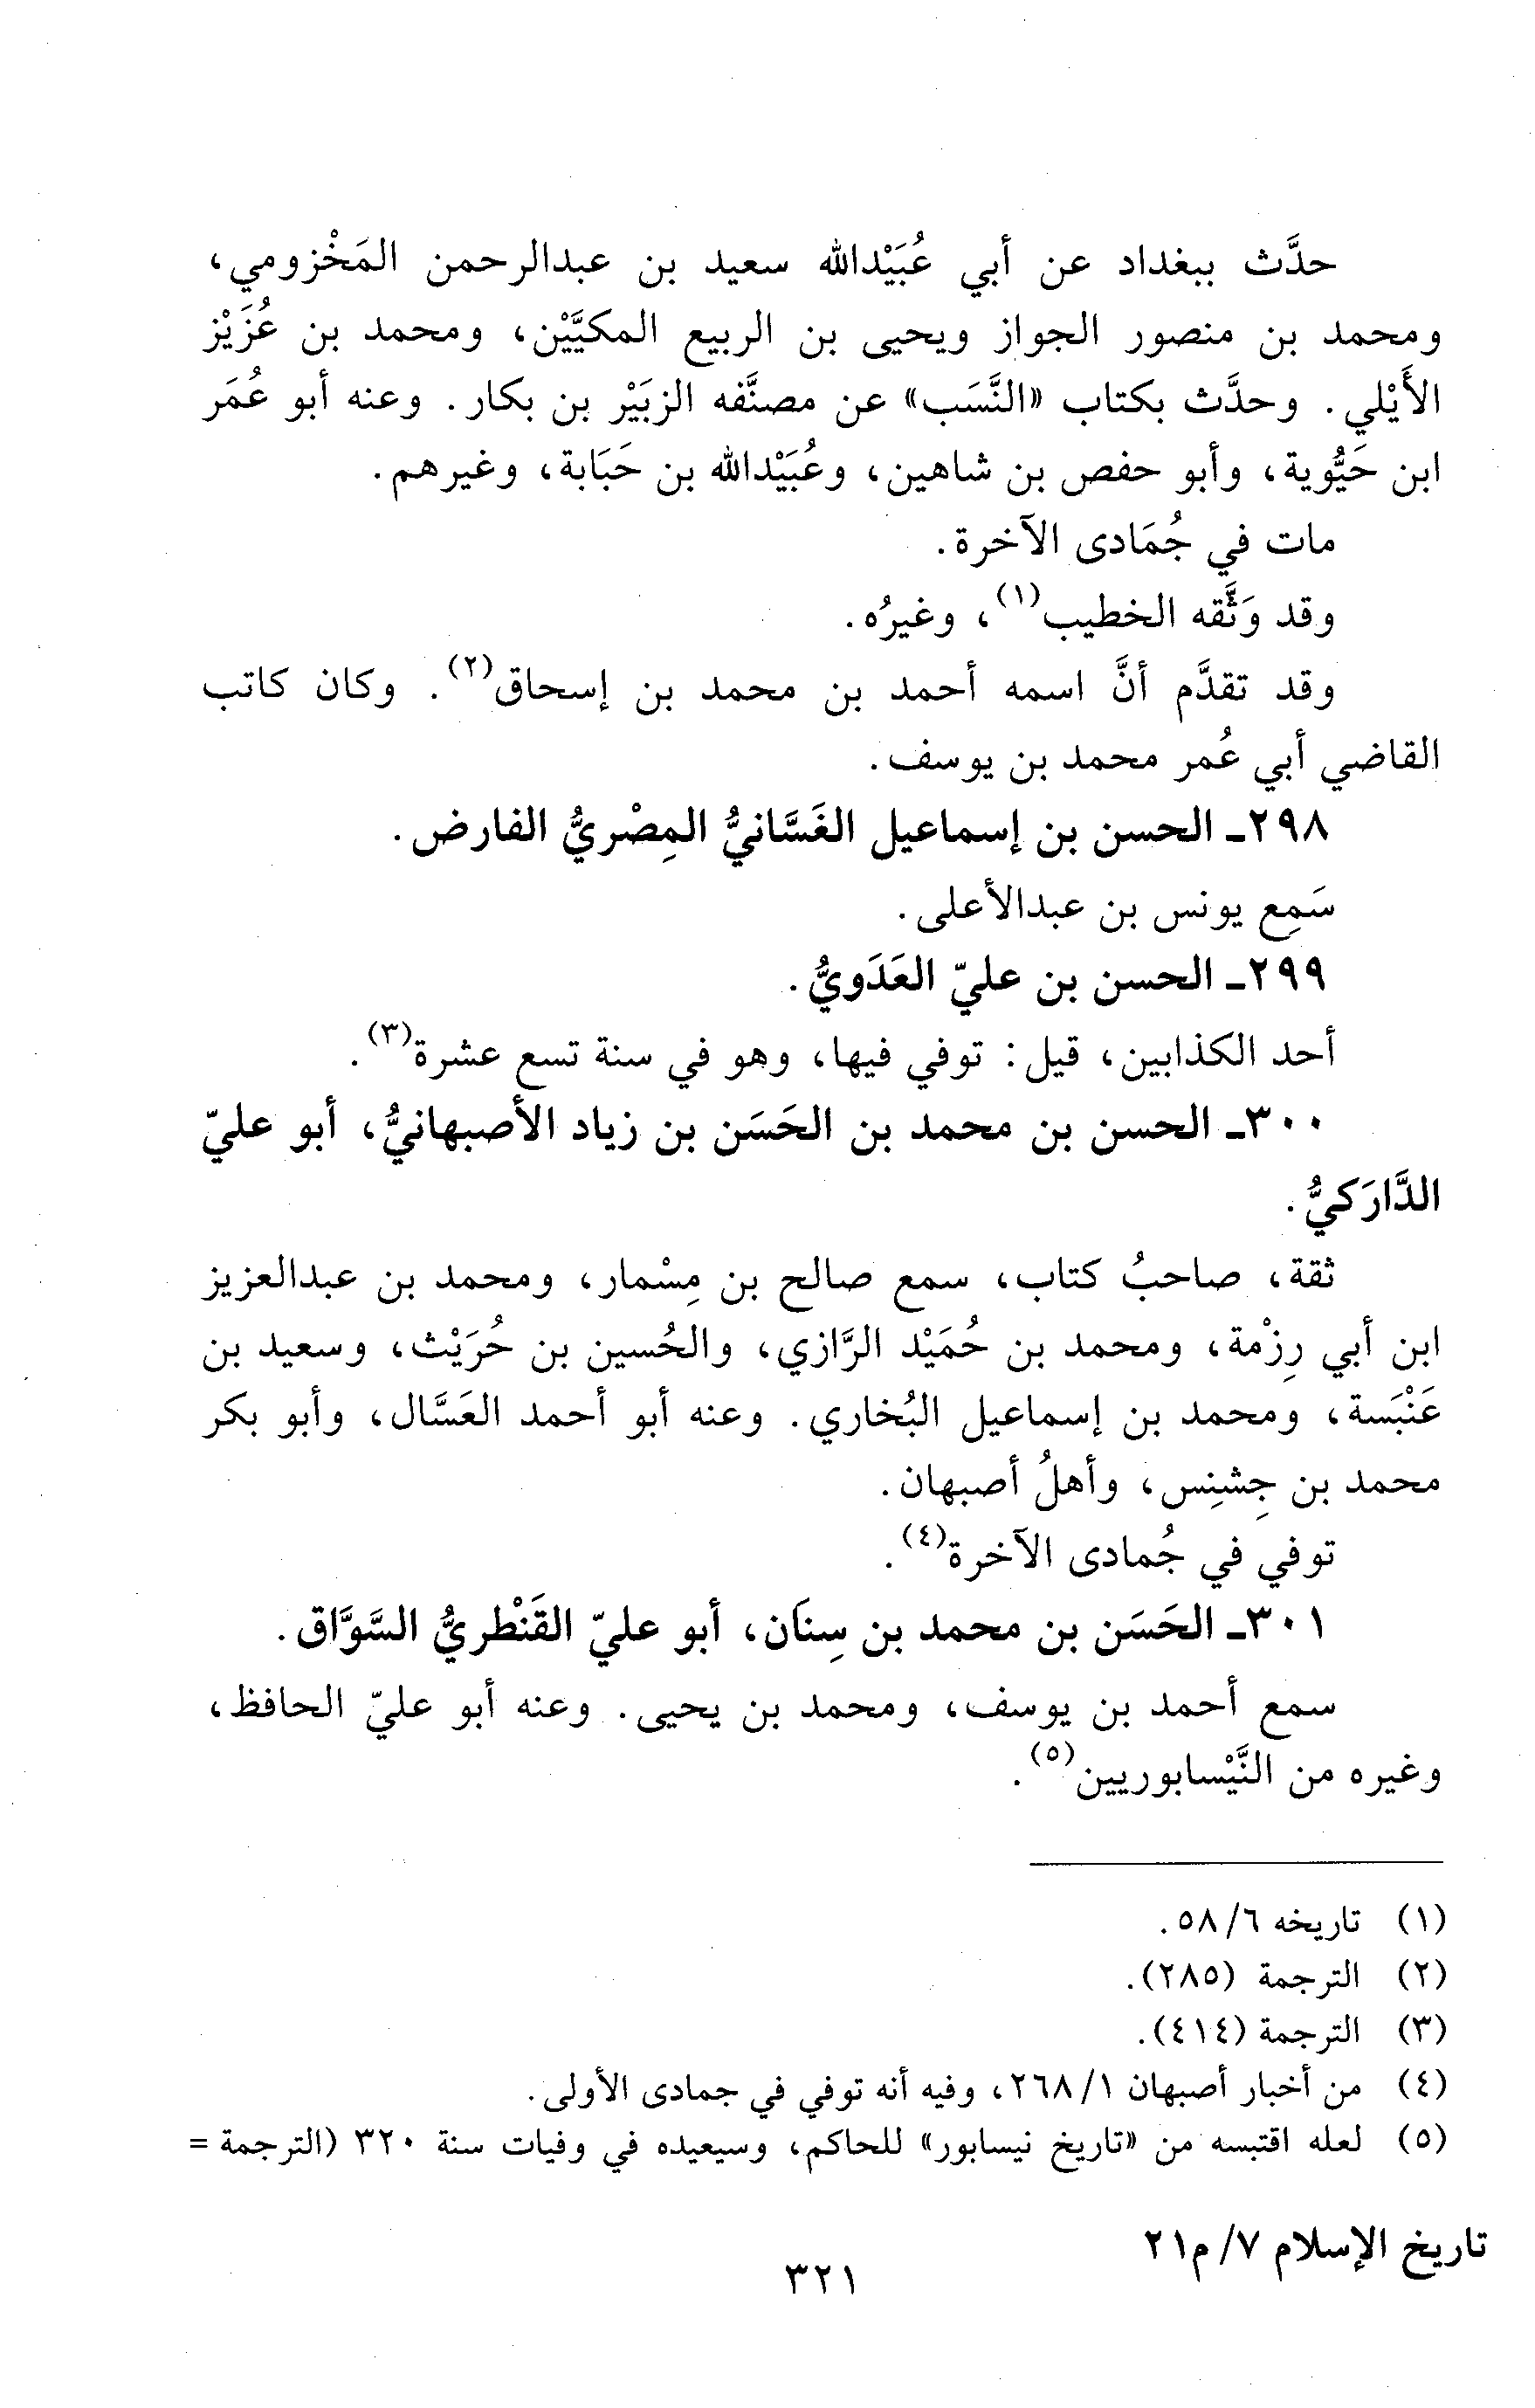 حدَّث ببغداد عن أبي عُبَيْدالله سعيد بن عبدالرحمن المَخْزومي،
ومحمد بن منصور الجواز ويحيى بن الربيع المكيَّيْن، ومحمد بن عُزَيْز
الأَيْلي. وحدَّث بكتاب «النَّسَب» عن مصنَّفه الزبَيْر بن بكار. وعنه أبو عُمَر
ابن حَيُّوية، وأبو حفص بن شاهين، وعُبَيْدالله بن حَبَابة، وغيرهم.
مات في جُمَادى الآخرة.
وقد وَثَّقه الخطيب(١)، وغيرُه.
وقد تقدَّم أنَّ اسمه أحمد بن محمد بن إسحاق(٢). وكان كاتب
القاضي أبي عُمر محمد بن يوسف.
٢٩٨ـ الحسن بن إسماعيل الغَسَّانيُّ المِصْريُّ الفارض.
سَمِع يونس بن عبدالأعلى.
٢٩٩ـ الحسن بن عليّ العَدَويُّ.
أحد الكذابين، قيل: توفي فيها، وهو في سنة تسع عشرة(٣).
٣٠٠ـ الحسن بن محمد بن الحَسَن بن زياد الأصبهانيُّ، أبو عليّ
الدَّارَكيُّ.
ثقة، صاحبُ كتاب، سمع صالح بن مِسْمار، ومحمد بن عبدالعزيز
ابن أبي رِزْمة، ومحمد بن حُمَيْد الرَّازي، والحُسين بن حُرَيْث، وسعيد بن
عَنْبَسة، ومحمد بن إسماعيل البُخاري. وعنه أبو أحمد العَسَّال، وأبو بكر
محمد بن جِشنِس، وأهلُ أصبهان.
توفي في جُمادى الآخرة(٤).
٣٠١ـ الحَسَن بن محمد بن سِنَان، أبو عليّ القَنْطريُّ السَّوَّاق.
سمع أحمد بن يوسف، ومحمد بن يحيى. وعنه أبو عليّ الحافظ،
وغيره من النَّيْسابوريين(٥).
(١) تاريخه ٦/ ٥٨.
(٢) الترجمة (٢٨٥).
(٣) الترجمة (٤١٤).
(٤) من أخبار أصبهان ١/ ٢٦٨، وفيه أنه توفي في جمادى الأولى.
(٥) لعله اقتبسه من «تاريخ نيسابور» للحاكم، وسيعيده في وفيات سنة ٣٢٠ (الترجمة =
تاريخ الإسلام ٧/ م٢١
٣٢١